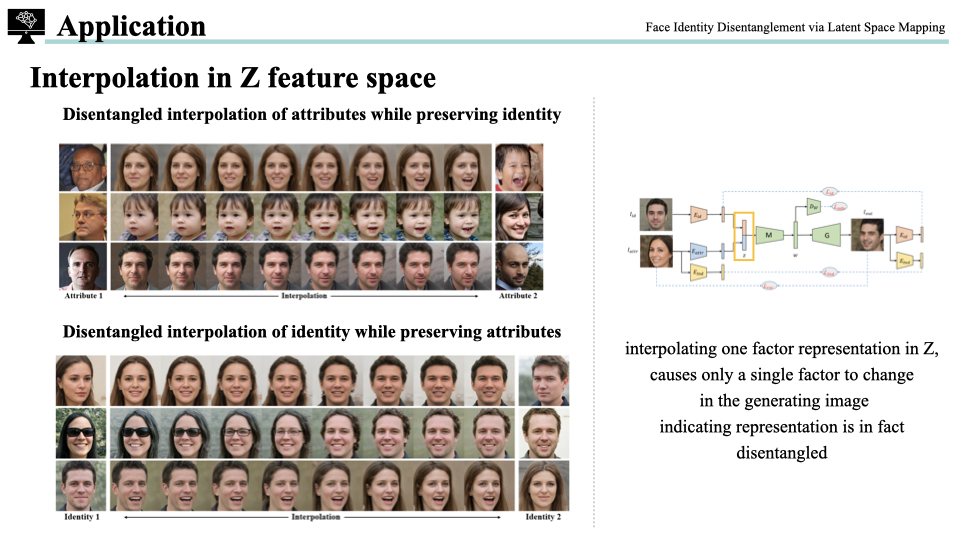 Application
Face Identity Disentanglement via Latent Space Mapping
Interpolation in Z feature space
Disentangled interpolation of attributes while preserving identity
Attribute 1
Interpolation
Attribute 2
Disentangled interpolation of identity while preserving attributes
Identity 1
Interpolation
Identity 2
M
G
z
w
interpolating one factor representation in Z,
causes only a single factor to change
in the generating image
indicating representation is in fact
disentangled